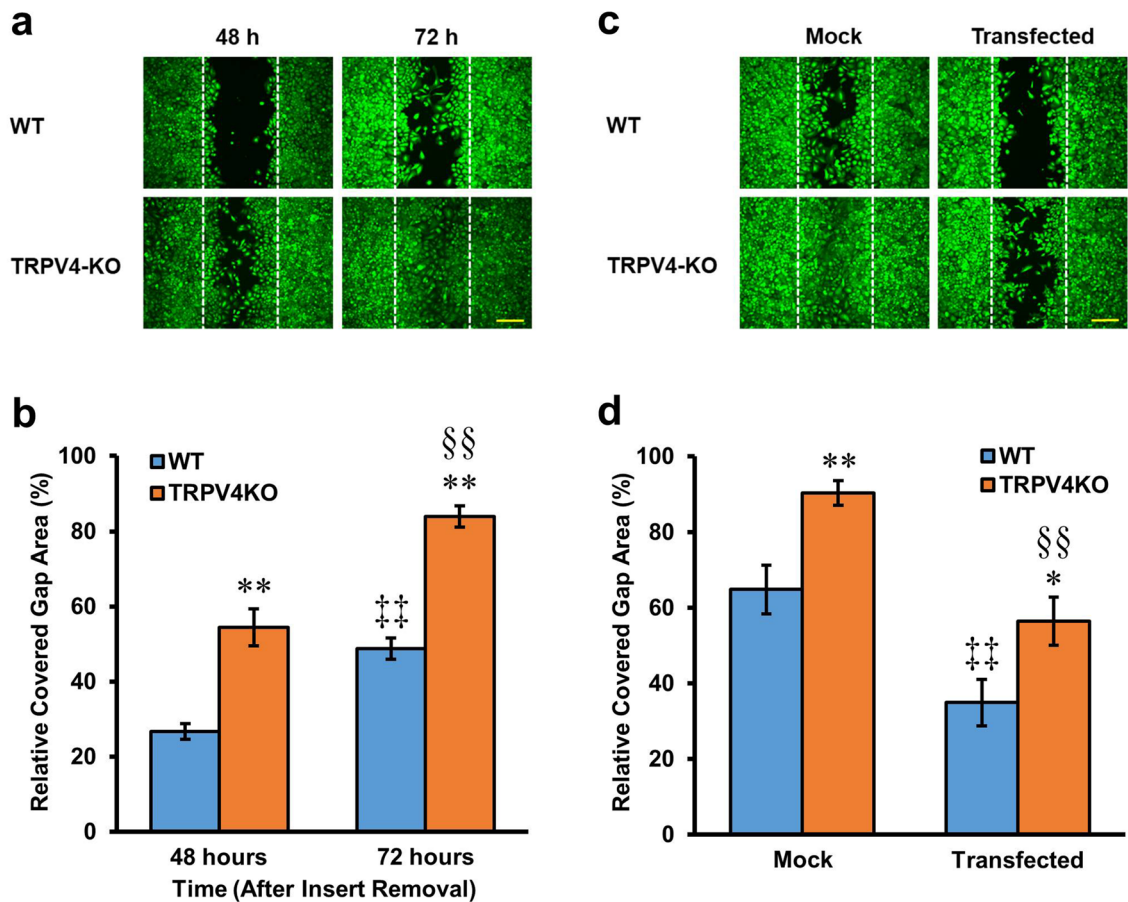 a
48 h
72 h
WT
TRPV4-KO
b
Relative Covered Gap Area (%)
100
80
60
40
20
0
WT
TRPV4KO
**
‡‡
§§
**
48 hours
72 hours
Time (After Insert Removal)
c
Mock
Transfected
WT
TRPV4-KO
d
Relative Covered Gap Area (%)
100
80
60
40
20
0
WT
TRPV4KO
**
‡‡
§§
*
Mock
Transfected